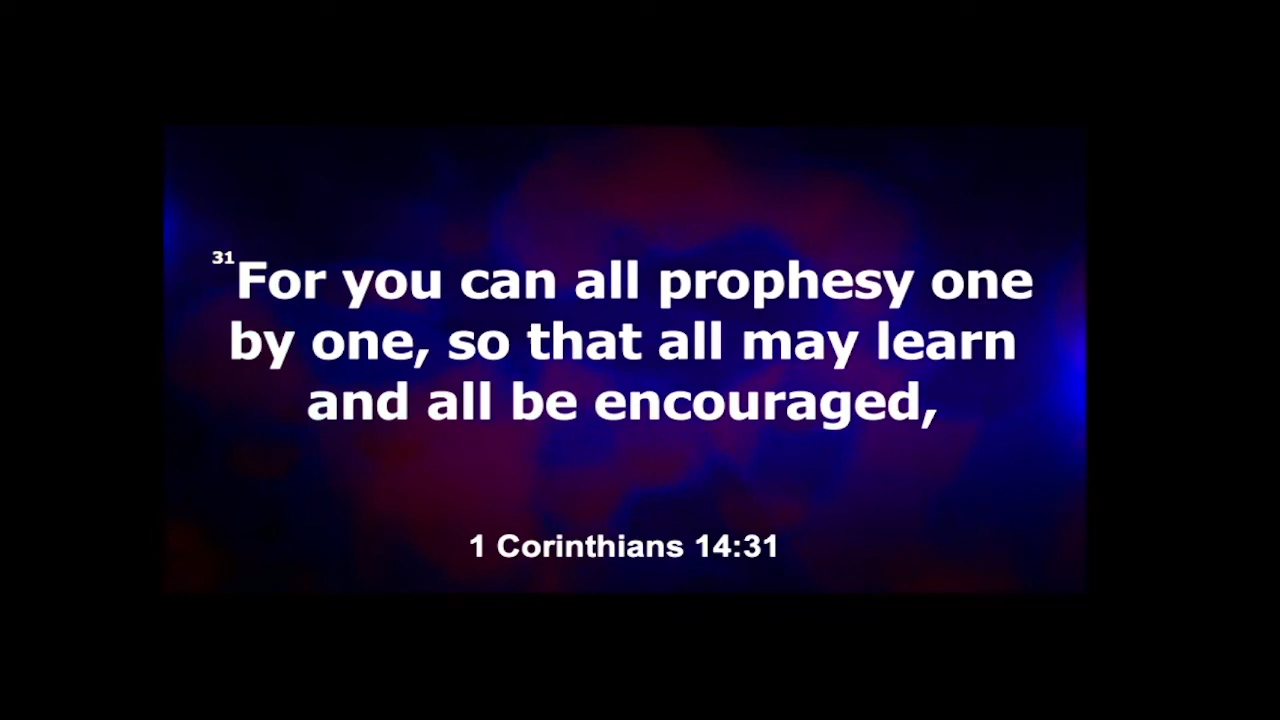 31For you can all prophesy one
by one, so that all may learn
and all be encouraged,
1 Corinthians 14:31